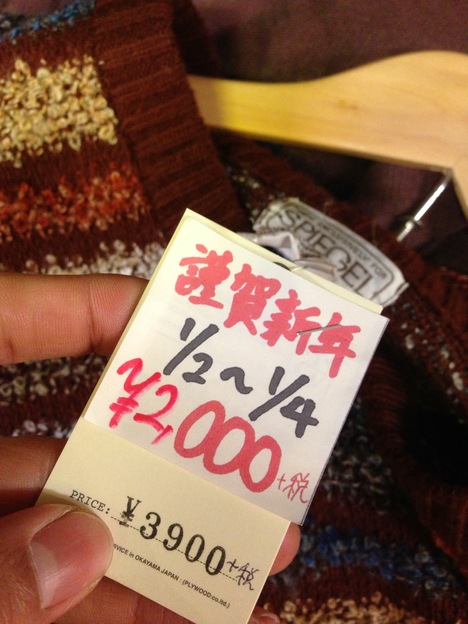 SPIEGEL
謹賀新年
1/2~1/4
~¥2,000+税
PRICE: ¥3900+税
SERVICE in OKAYAMA JAPAN - (PLYWOOD co.ltd.)